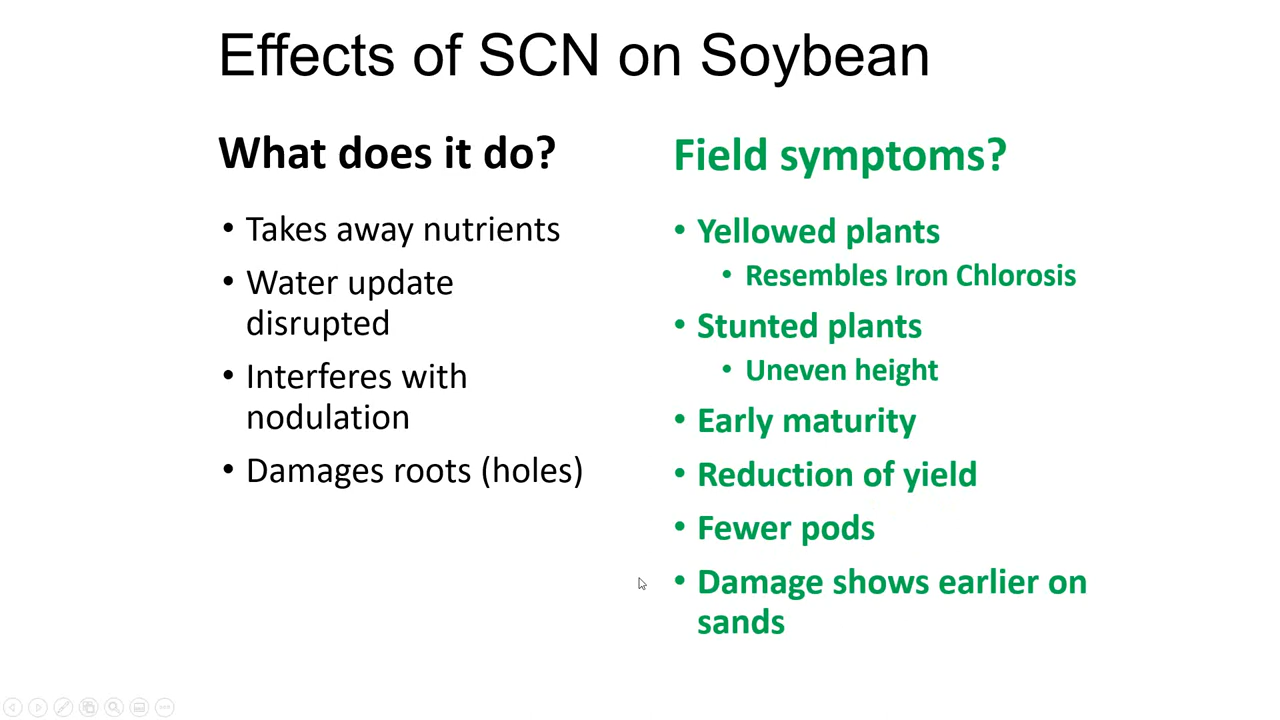 Effects of SCN on Soybean
What does it do?
• Takes away nutrients
• Water update
disrupted
• Interferes with
nodulation
• Damages roots (holes)
Field symptoms?
• Yellowed plants
• Resembles Iron Chlorosis
• Stunted plants
• Uneven height
• Early maturity
• Reduction of yield
• Fewer pods
• Damage shows earlier on
sands